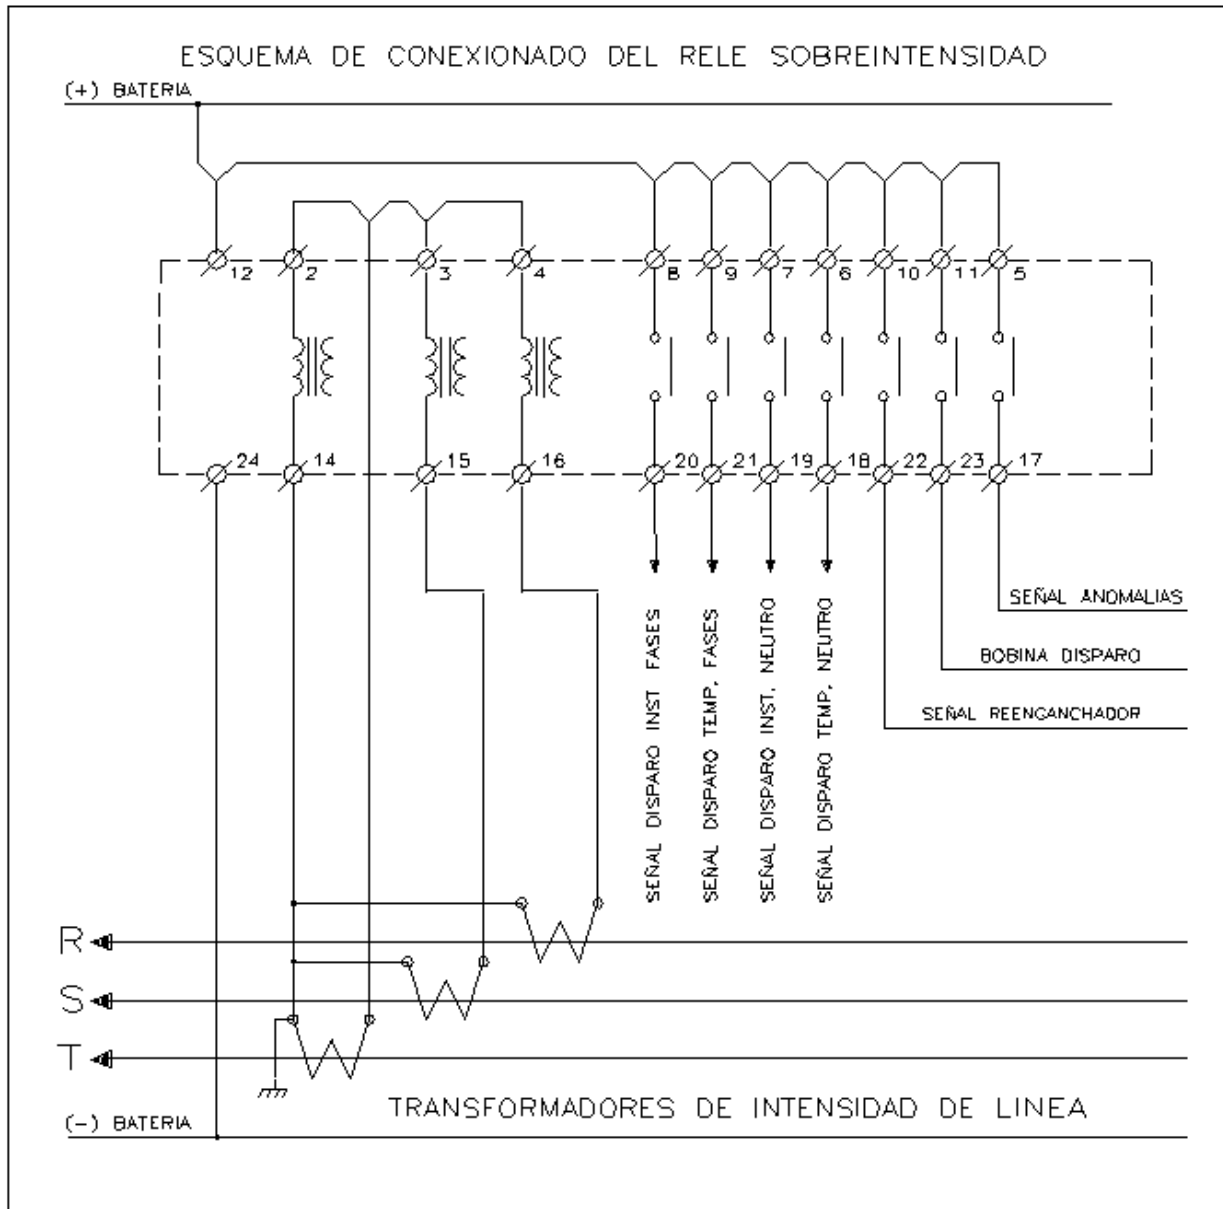 ESQUEMA DE CONEXIONADO DEL RELE SOBREINTENSIDAD
(+) BATERIA
12 2 3 4 8 9 7 6 10 11 5
24 14 15 16 20 21 19 18 22 23 17
SEÑAL DISPARO INST FASES
SEÑAL DISPARO TEMP, FASES
SEÑAL DISPARO INST, NEUTRO
SEÑAL DISPARO TEMP, NEUTRO
SEÑAL ANOMALIAS
BOBINA DISPARO
SEÑAL REENGANCHADOR
R
S
T
TRANSFORMADORES DE INTENSIDAD DE LINEA
(-) BATERIA